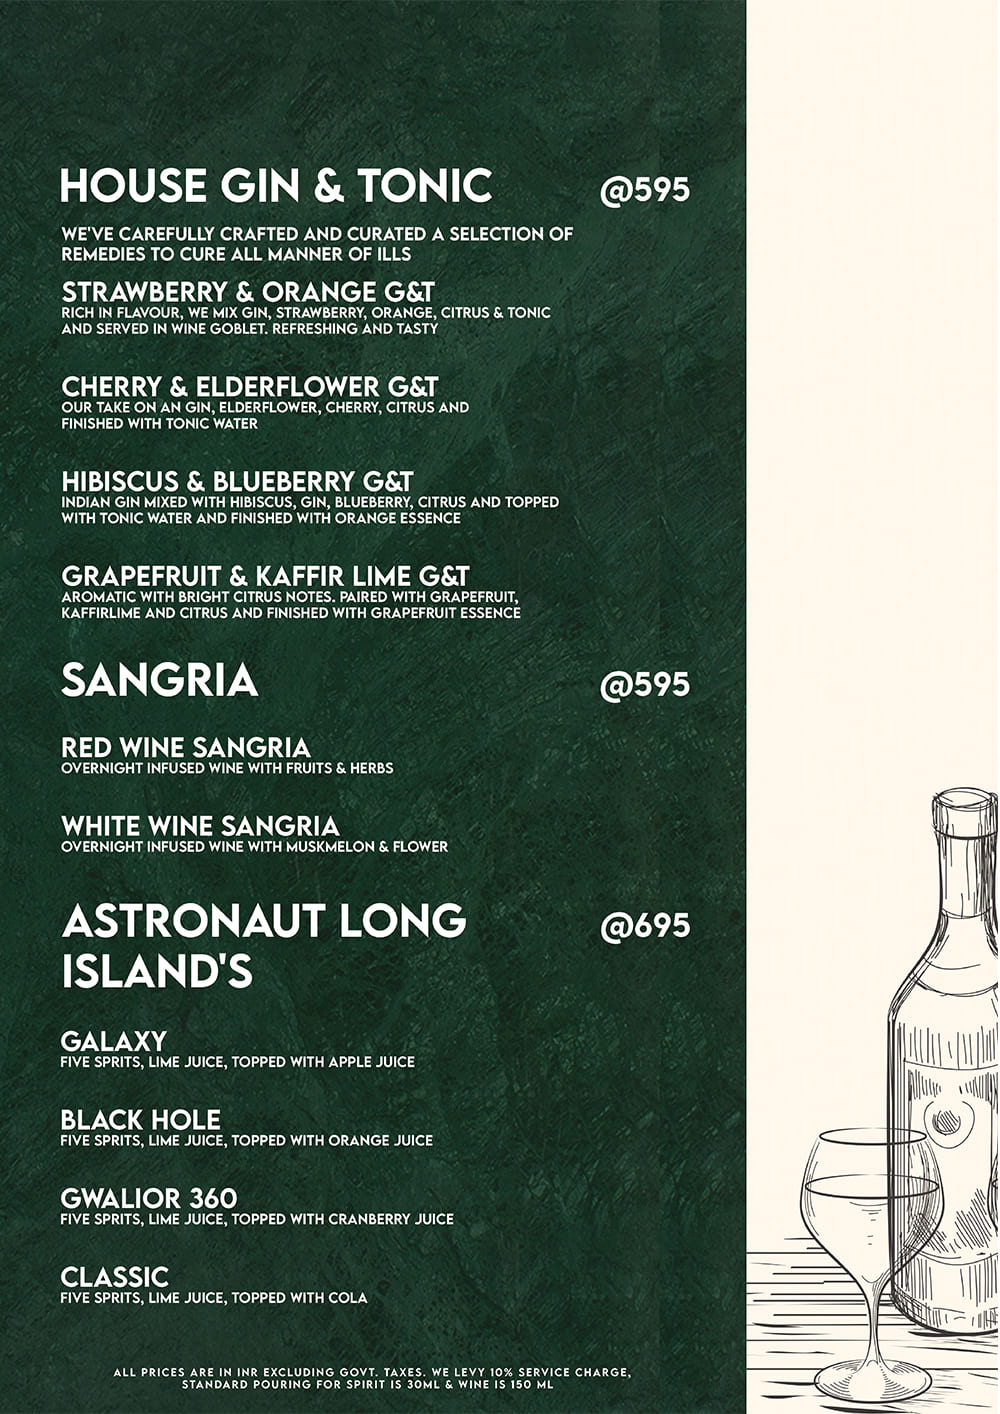 HOUSE GIN & TONIC @595
WE'VE CAREFULLY CRAFTED AND CURATED A SELECTION OF
REMEDIES TO CURE ALL MANNER OF ILLS
STRAWBERRY & ORANGE G&T
RICH IN FLAVOUR, WE MIX GIN, STRAWBERRY, ORANGE, CITRUS & TONIC
AND SERVED IN WINE GOBLET. REFRESHING AND TASTY
CHERRY & ELDERFLOWER G&T
OUR TAKE ON AN GIN, ELDERFLOWER, CHERRY, CITRUS AND
FINISHED WITH TONIC WATER
HIBISCUS & BLUEBERRY G&T
INDIAN GIN MIXED WITH HIBISCUS, GIN, BLUEBERRY, CITRUS AND TOPPED
WITH TONIC WATER AND FINISHED WITH ORANGE ESSENCE
GRAPEFRUIT & KAFFIR LIME G&T
AROMATIC WITH BRIGHT CITRUS NOTES. PAIRED WITH GRAPEFRUIT,
KAFFIRLIME AND CITRUS AND FINISHED WITH GRAPEFRUIT ESSENCE
SANGRIA @595
RED WINE SANGRIA
OVERNIGHT INFUSED WINE WITH FRUITS & HERBS
WHITE WINE SANGRIA
OVERNIGHT INFUSED WINE WITH MUSKMELON & FLOWER
ASTRONAUT LONG @695
ISLAND'S
GALAXY
FIVE SPRITS, LIME JUICE, TOPPED WITH APPLE JUICE
BLACK HOLE
FIVE SPRITS, LIME JUICE, TOPPED WITH ORANGE JUICE
GWALIOR 360
FIVE SPRITS, LIME JUICE, TOPPED WITH CRANBERRY JUICE
CLASSIC
FIVE SPRITS, LIME JUICE, TOPPED WITH COLA
ALL PRICES ARE IN INR EXCLUDING GOVT. TAXES. WE LEVY 10% SERVICE CHARGE,
STANDARD POURING FOR SPIRIT IS 30ML & WINE IS 150 ML